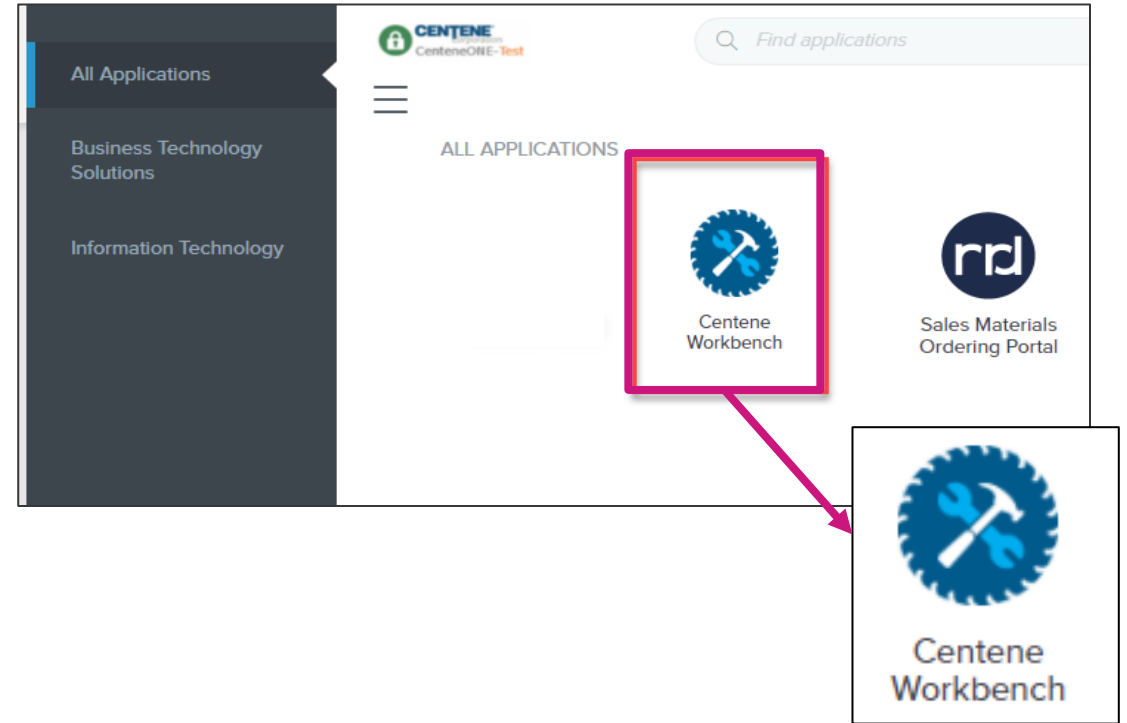 All Applications
Business Technology
Solutions
Information Technology
CENTENE
Corporation
CenteneONE-Test
Find applications
ALL APPLICATIONS
Centene
Workbench
rrd
Sales Materials
Ordering Portal
Centene
Workbench